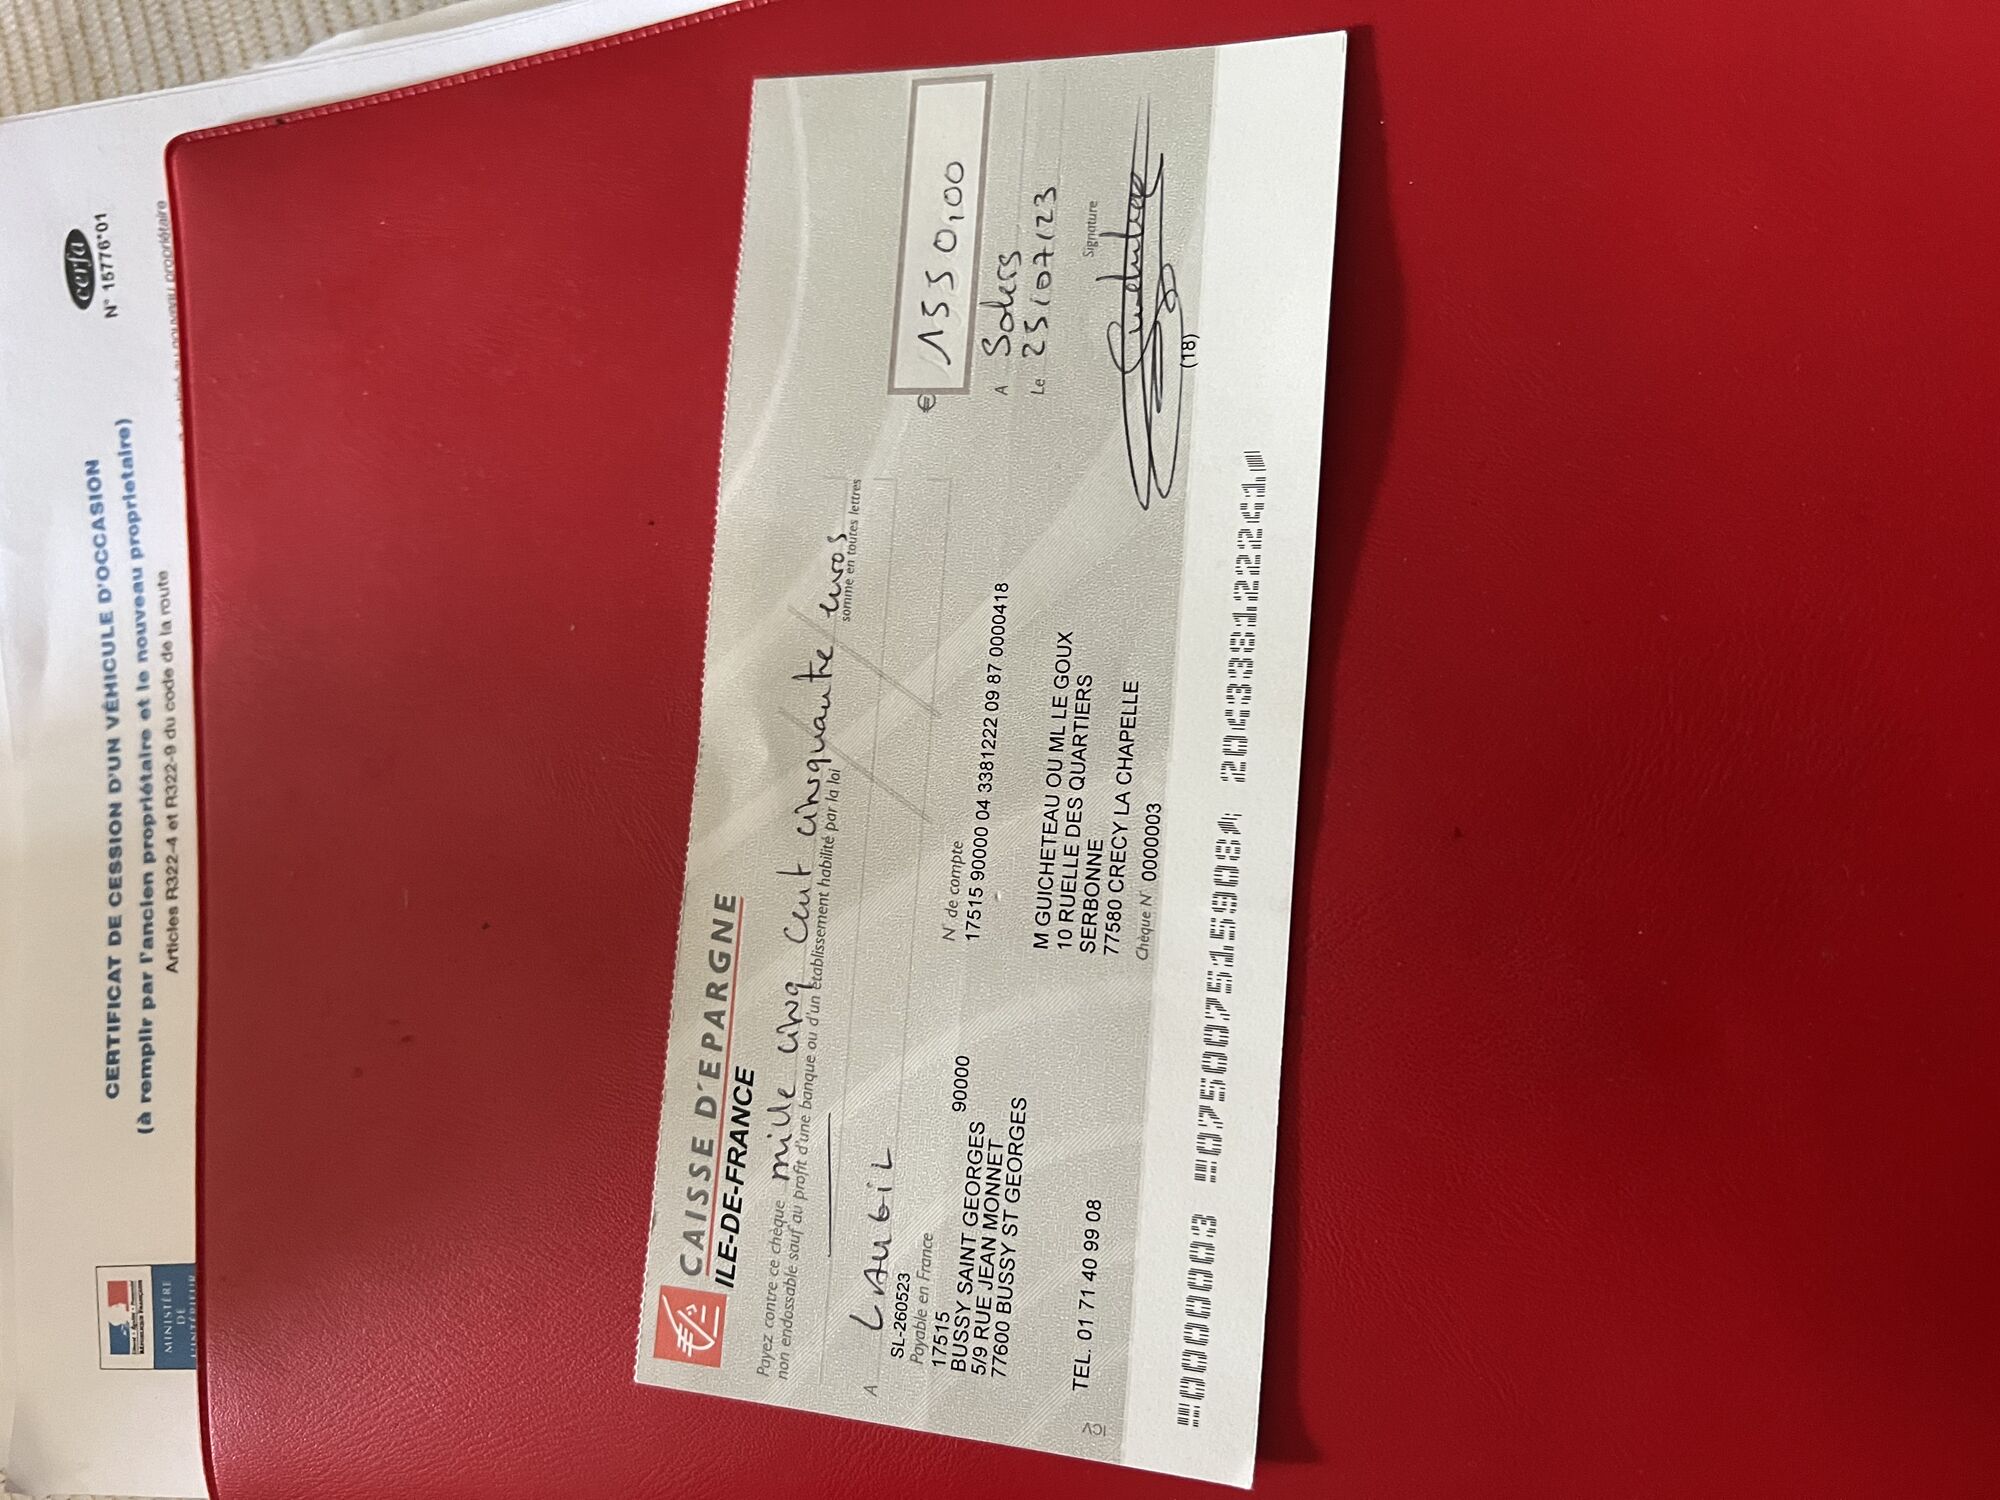 cerfa
N° 15776*01
CERTIFICAT DE CESSION D'UN VÉHICULE D'OCCASION
(à remplir par l'ancien propriétaire et le nouveau propriétaire)
Articles R322-4 et R322-9 du code de la route
MINISTÈRE
DE
L'INTÉRIEUR
CAISSE D'EPARGNE
ILE-DE-FRANCE
Payez contre ce chèque mille cinq cent cinquante euros
non endossable sauf au profit d'une banque ou d'un établissement habilité par la loi
somme en toutes lettres
€ 1550,00
A LAUGIL
SL-260523
A Solers
Le 25/07/23
Payable en France
17515
BUSSY SAINT GEORGES 90000
5/9 RUE JEAN MONNET
77600 BUSSY ST GEORGES
TEL. 01 71 40 99 08
N° de compte
17515 90000 04 3381222 09 87 0000418
M GUICHETEAU OU ML LE GOUX
10 RUELLE DES QUARTIERS
SERBONNE
77580 CRECY LA CHAPELLE
Chèque N° 0000003
Signature
(18)